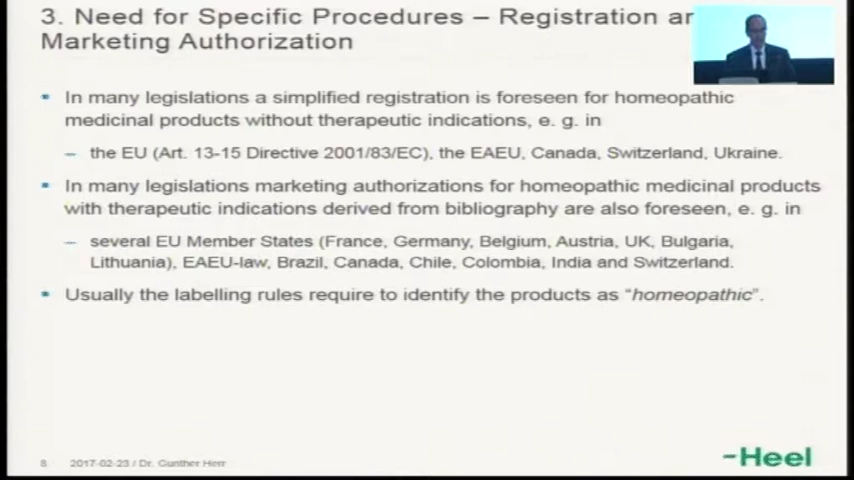 3. Need for Specific Procedures – Registration
Marketing Authorization
In many legislations a simplified registration is foreseen for homeopathic
medicinal products without therapeutic indications, e. g. in
– the EU (Art. 13-15 Directive 2001/83/EC), the EAEU, Canada, Switzerland, Ukraine.
In many legislations marketing authorizations for homeopathic medicinal products
with therapeutic indications derived from bibliography are also foreseen, e. g. in
– several EU Member States (France, Germany, Belgium, Austria, UK, Bulgaria,
Lithuania), EAEU-law, Brazil, Canada, Chile, Colombia, India and Switzerland.
Usually the labelling rules require to identify the products as “homeopathic”.
8 2017-02-23 / Dr. Gunther Herr
-Heel